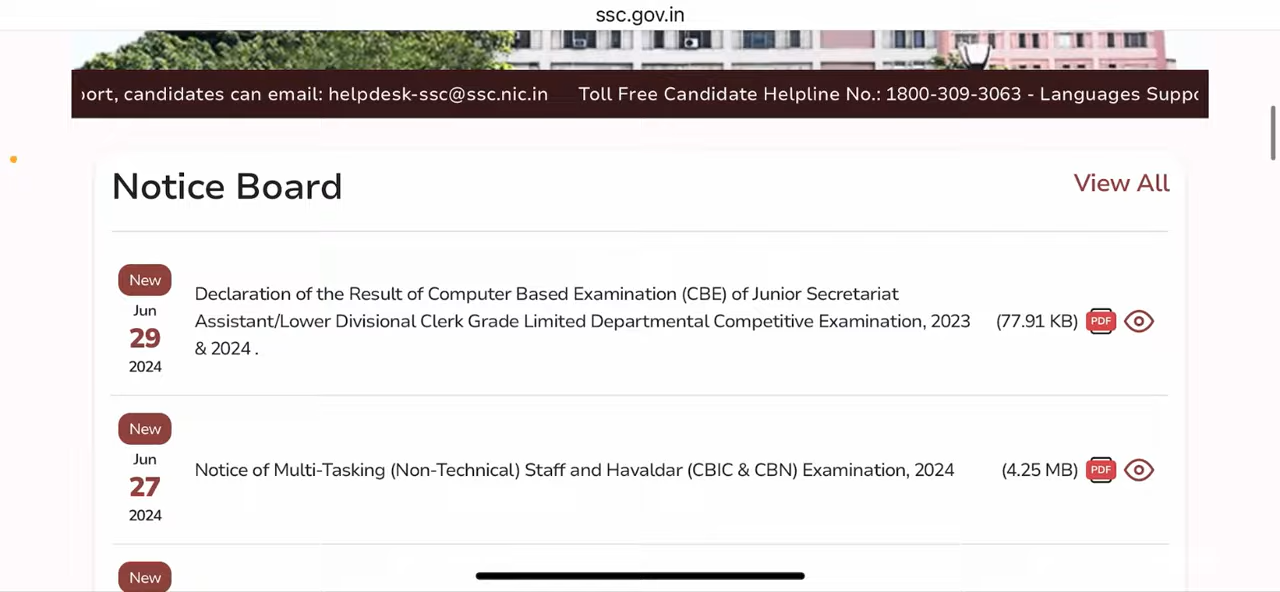 ssc.gov.in
ort, candidates can email: helpdesk-ssc@ssc.nic.in Toll Free Candidate Helpline No.: 1800-309-3063 - Languages Suppo
Notice Board
View All
New
Jun
29
2024
Declaration of the Result of Computer Based Examination (CBE) of Junior Secretariat
Assistant/Lower Divisional Clerk Grade Limited Departmental Competitive Examination, 2023
& 2024 .
(77.91 KB)
PDF
New
Jun
27
2024
Notice of Multi-Tasking (Non-Technical) Staff and Havaldar (CBIC & CBN) Examination, 2024
(4.25 MB)
PDF
New